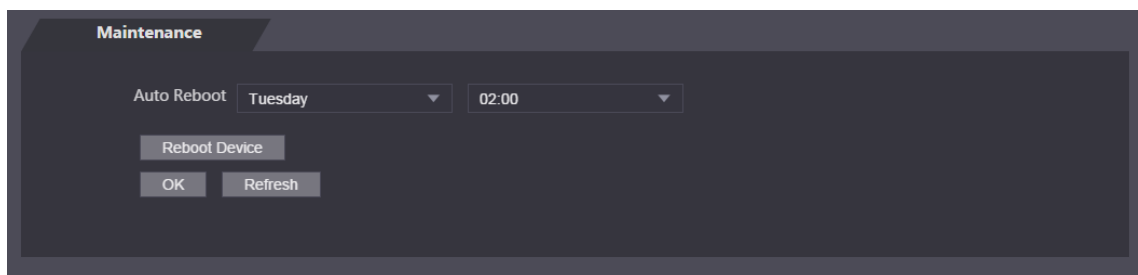 Maintenance
Auto Reboot Tuesday 02:00
Reboot Device
OK Refresh